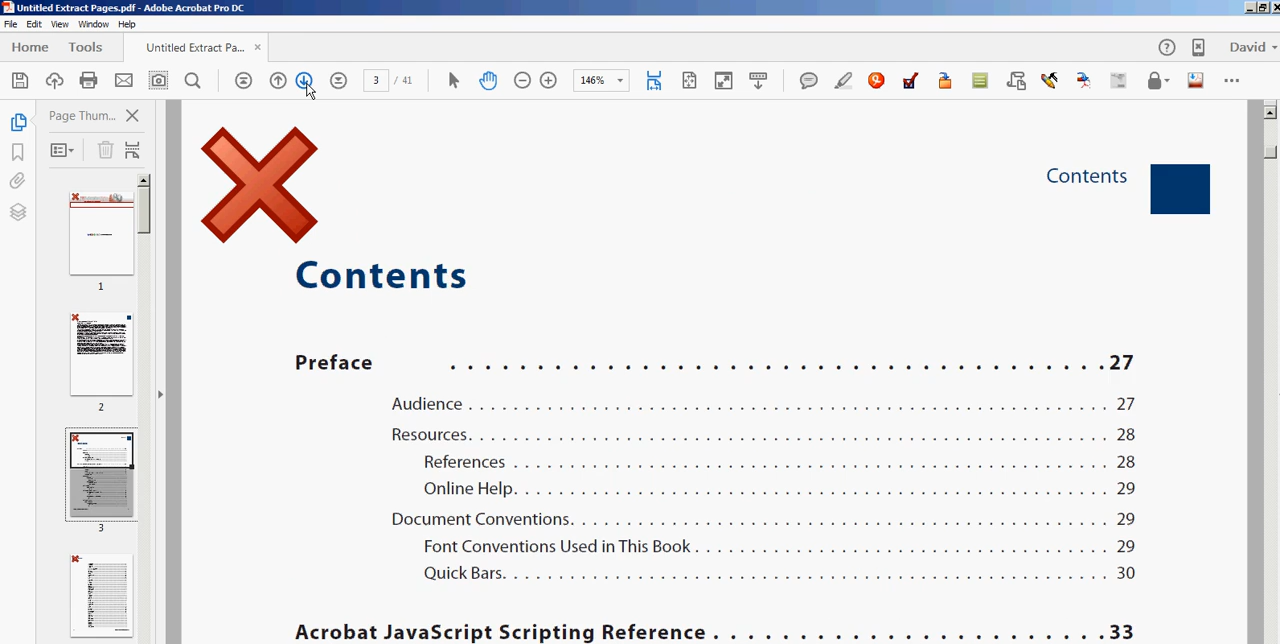 Untitled Extract Pages.pdf - Adobe Acrobat Pro DC
File Edit View Window Help
Home Tools Untitled Extract Pa... × David
3 / 41 146%
Page Thum...
1
2
3
Contents
Contents
Preface . . . . . . . . . . . . . . . . . . . . . . . . . . . . . . . . . . . . . . 27
Audience . . . . . . . . . . . . . . . . . . . . . . . . . . . . . . . . . . . . . . 27
Resources. . . . . . . . . . . . . . . . . . . . . . . . . . . . . . . . . . . . . . 28
References . . . . . . . . . . . . . . . . . . . . . . . . . . . . . . . . . . . . . 28
Online Help. . . . . . . . . . . . . . . . . . . . . . . . . . . . . . . . . . . . . 29
Document Conventions. . . . . . . . . . . . . . . . . . . . . . . . . . . . . . . . 29
Font Conventions Used in This Book . . . . . . . . . . . . . . . . . . . . . . . . 29
Quick Bars. . . . . . . . . . . . . . . . . . . . . . . . . . . . . . . . . . . . . 30
Acrobat JavaScript Scripting Reference . . . . . . . . . . . . . . 33